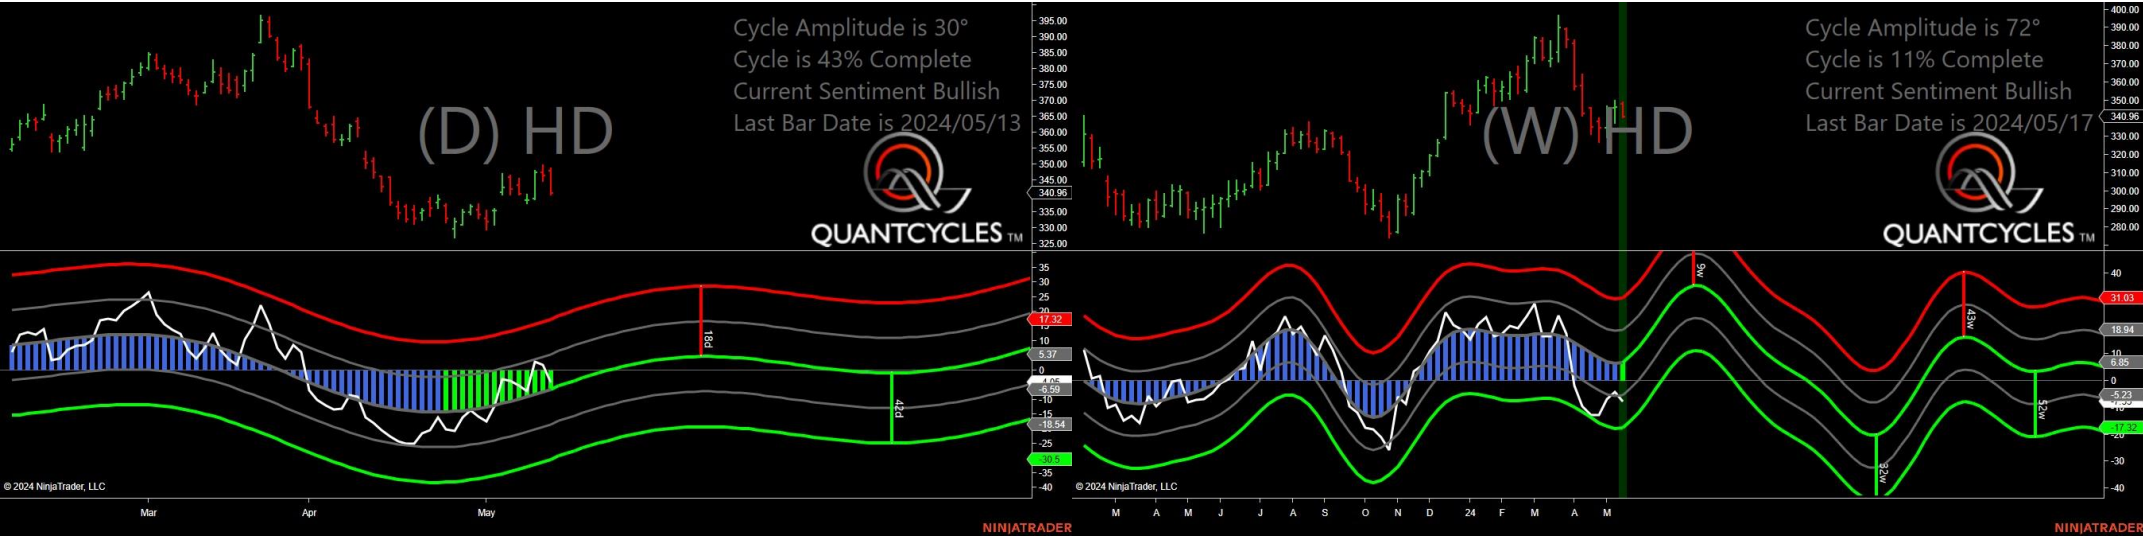 Cycle Amplitude is 30°
Cycle is 43% Complete
Current Sentiment Bullish
Last Bar Date is 2024/05/13
(D) HD
QUANTCYCLES TM
395.00
390.00
385.00
380.00
375.00
370.00
365.00
360.00
355.00
350.00
345.00
340.96
335.00
330.00
325.00
35
30
25
17.32
15
10
5.37
0
-6.59
-10
-18.54
-25
-30.5
-35
-40
18d
42d
© 2024 NinjaTrader, LLC
Mar
Apr
May
NINJATRADER
Cycle Amplitude is 72°
Cycle is 11% Complete
Current Sentiment Bullish
Last Bar Date is 2024/05/17
(W) HD
QUANTCYCLES TM
400.00
390.00
380.00
370.00
360.00
350.00
340.96
330.00
320.00
310.00
300.00
290.00
280.00
40
31.03
18.94
10
6.85
0
-5.23
-17.32
-30
-40
9w
43w
32w
52w
© 2024 NinjaTrader, LLC
M
A
M
J
J
A
S
O
N
D
24
F
M
A
M
NINJATRADER